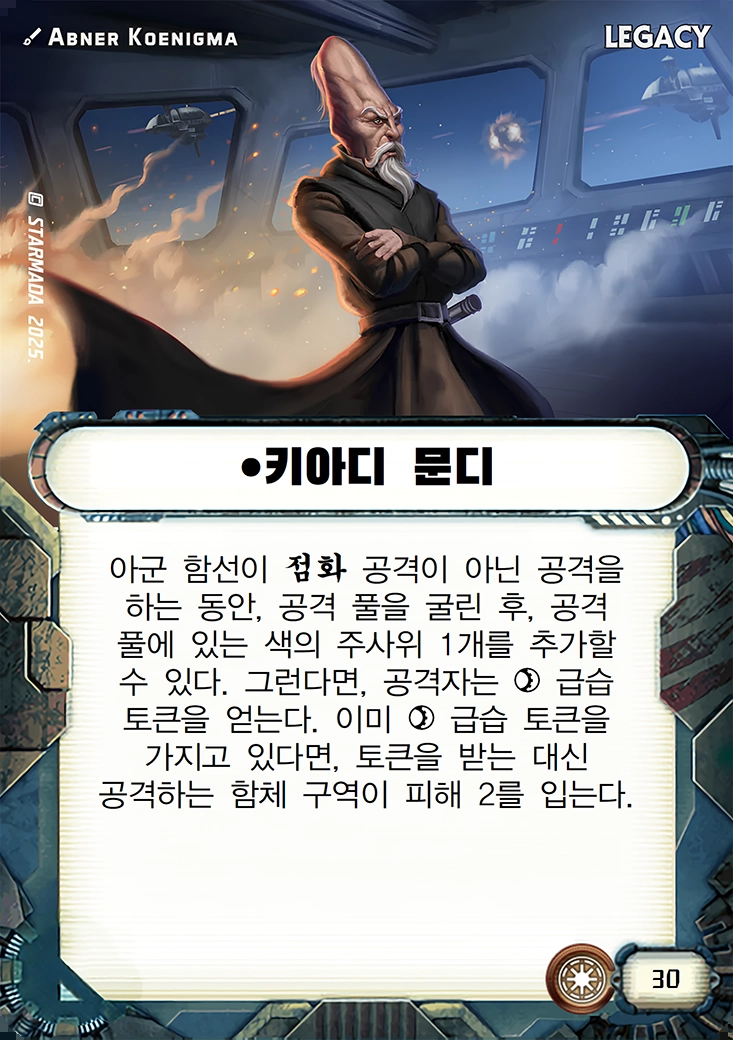 ABNER KOENIGMA
LEGACY
© STARMADA 2025.
•키아디 문디
아군 함선이 점화 공격이 아닌 공격을
하는 동안, 공격 풀을 굴린 후, 공격
풀에 있는 색의 주사위 1개를 추가할
수 있다. 그런다면, 공격자는 급습
토큰을 얻는다. 이미 급습 토큰을
가지고 있다면, 토큰을 받는 대신
공격하는 함체 구역이 피해 2를 입는다.
30